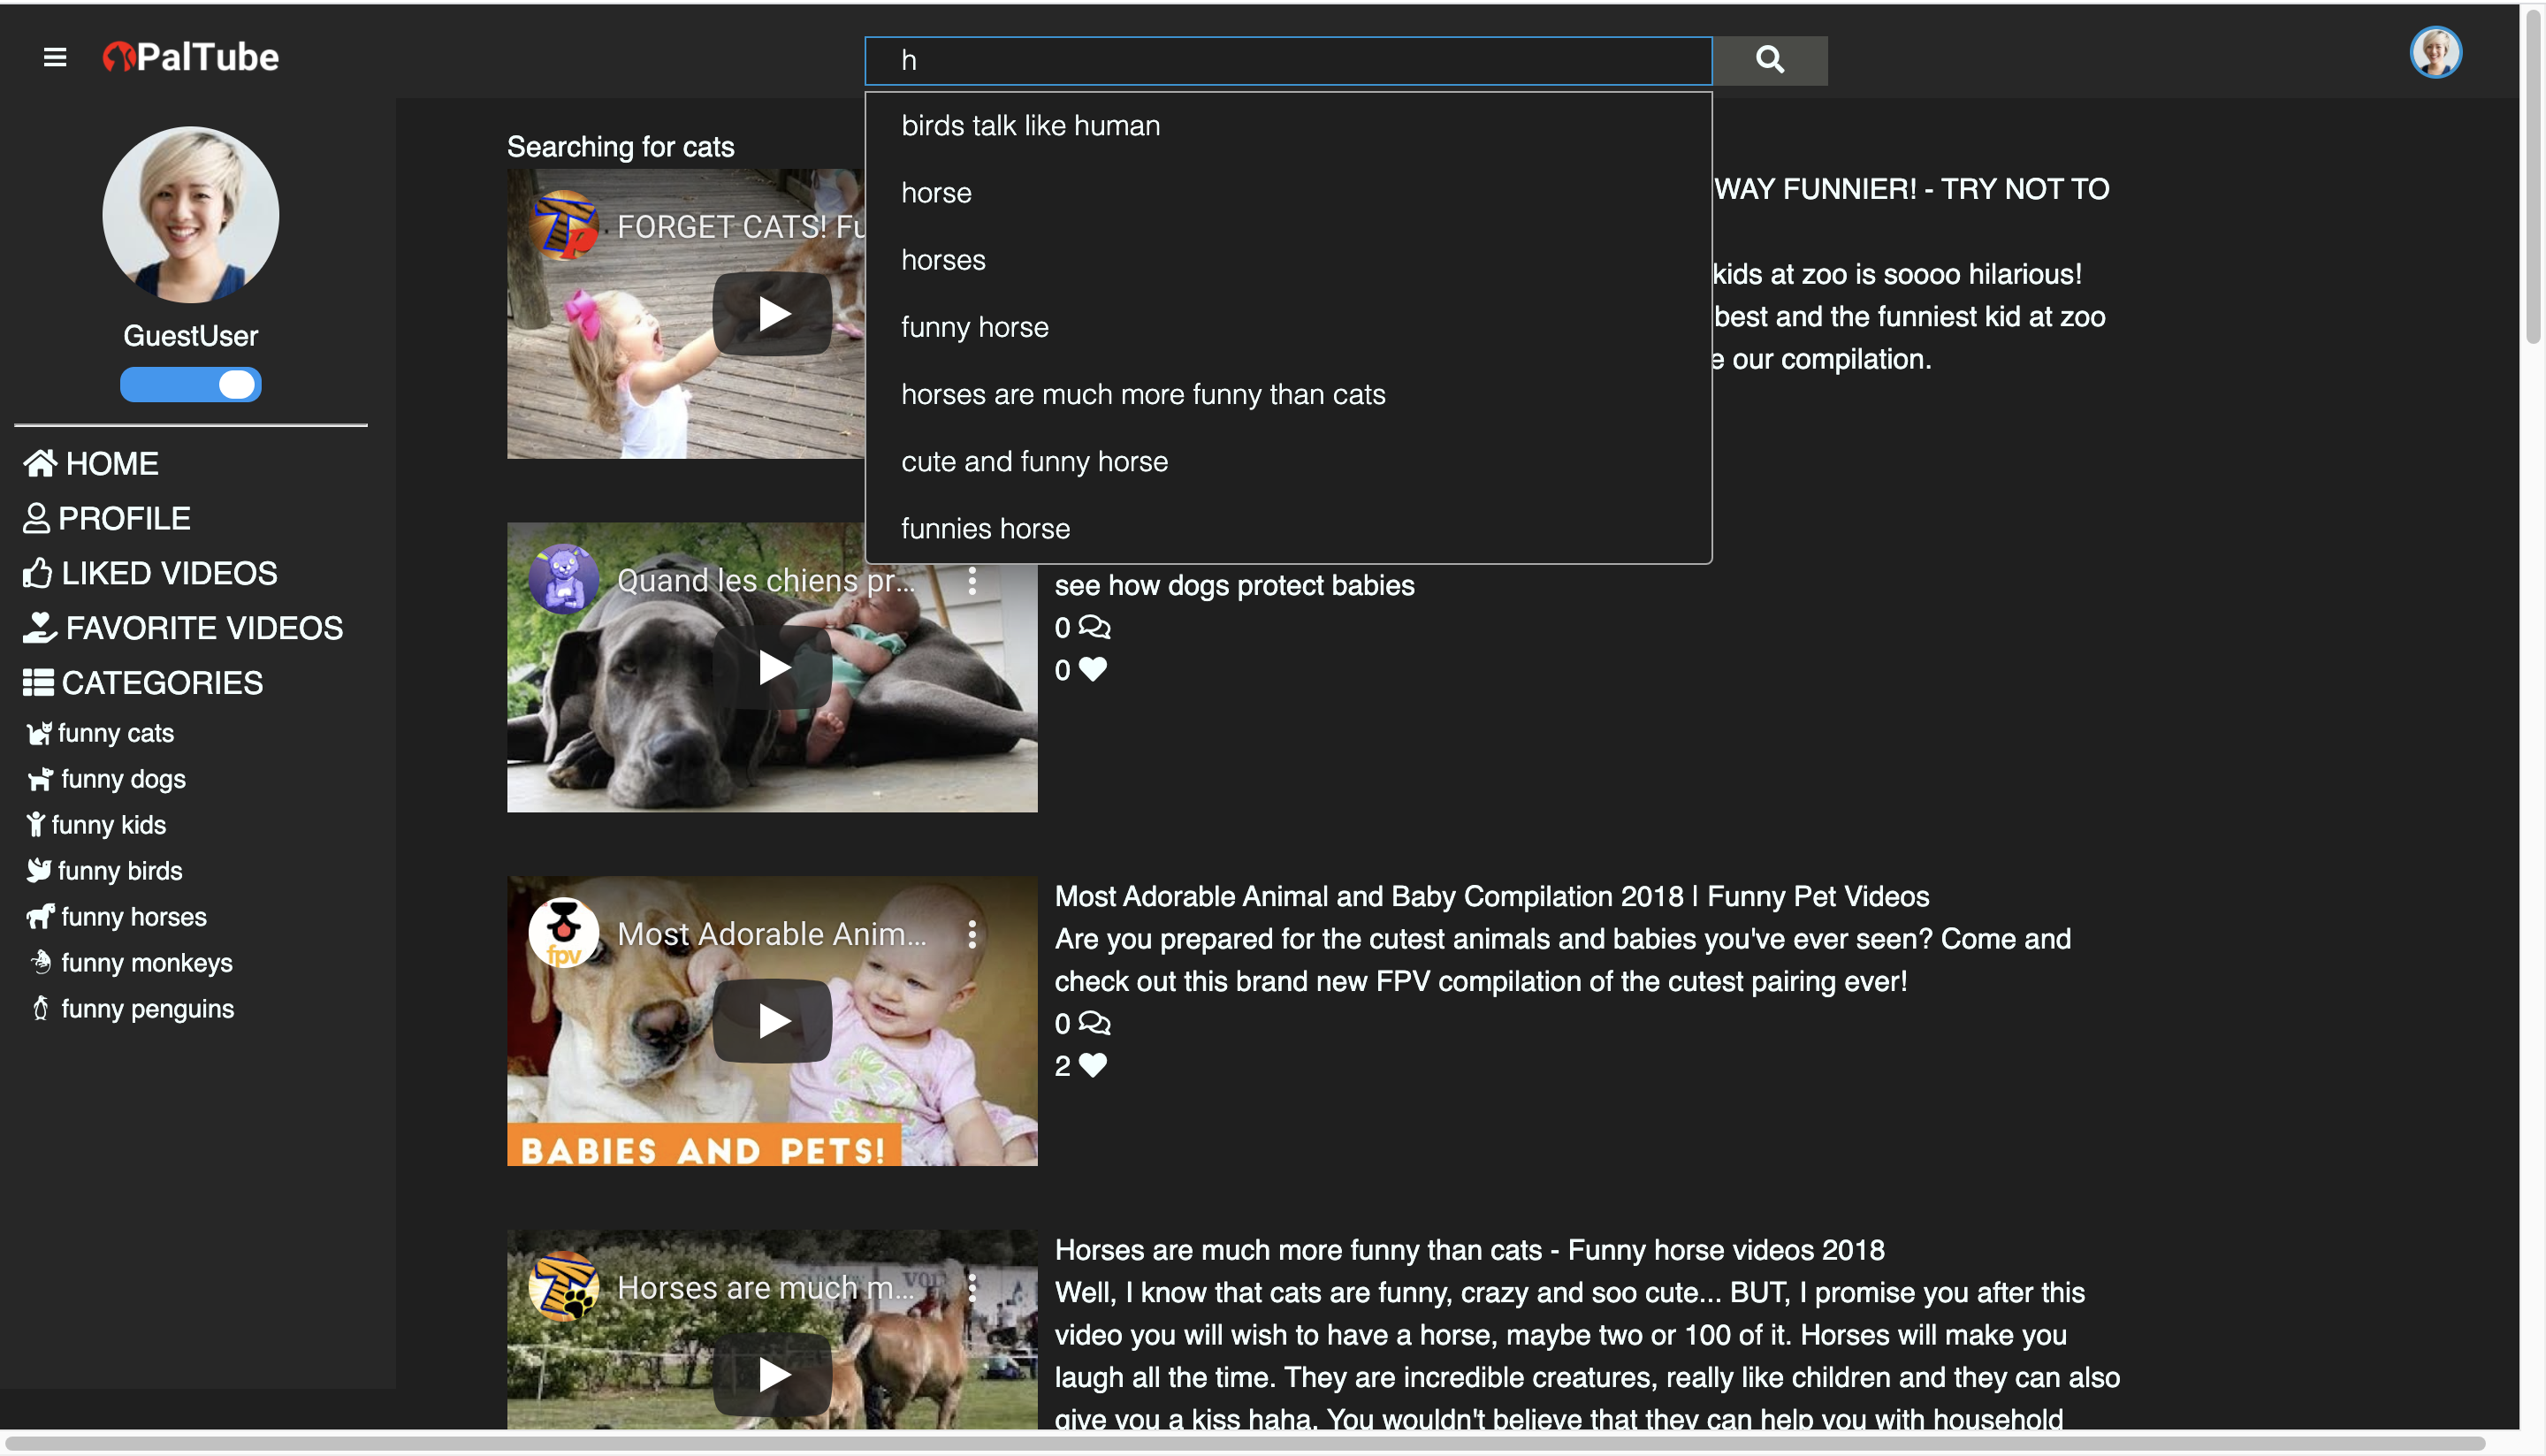 PalTube
h
birds talk like human
horse
horses
funny horse
horses are much more funny than cats
cute and funny horse
funnies horse
GuestUser
HOME
PROFILE
LIKED VIDEOS
FAVORITE VIDEOS
CATEGORIES
funny cats
funny dogs
funny kids
funny birds
funny horses
funny monkeys
funny penguins
Searching for cats
FORGET CATS! Fu
WAY FUNNIER! - TRY NOT TO
kids at zoo is soooo hilarious!
best and the funniest kid at zoo
e our compilation.
Quand les chiens pr...
see how dogs protect babies
0
0
fpv
Most Adorable Anim...
BABIES AND PETS!
Most Adorable Animal and Baby Compilation 2018 | Funny Pet Videos
Are you prepared for the cutest animals and babies you've ever seen? Come and
check out this brand new FPV compilation of the cutest pairing ever!
0
2
Horses are much m...
Horses are much more funny than cats - Funny horse videos 2018
Well, I know that cats are funny, crazy and soo cute... BUT, I promise you after this
video you will wish to have a horse, maybe two or 100 of it. Horses will make you
laugh all the time. They are incredible creatures, really like children and they can also
give you a kiss haha. You wouldn't believe that they can help you with household